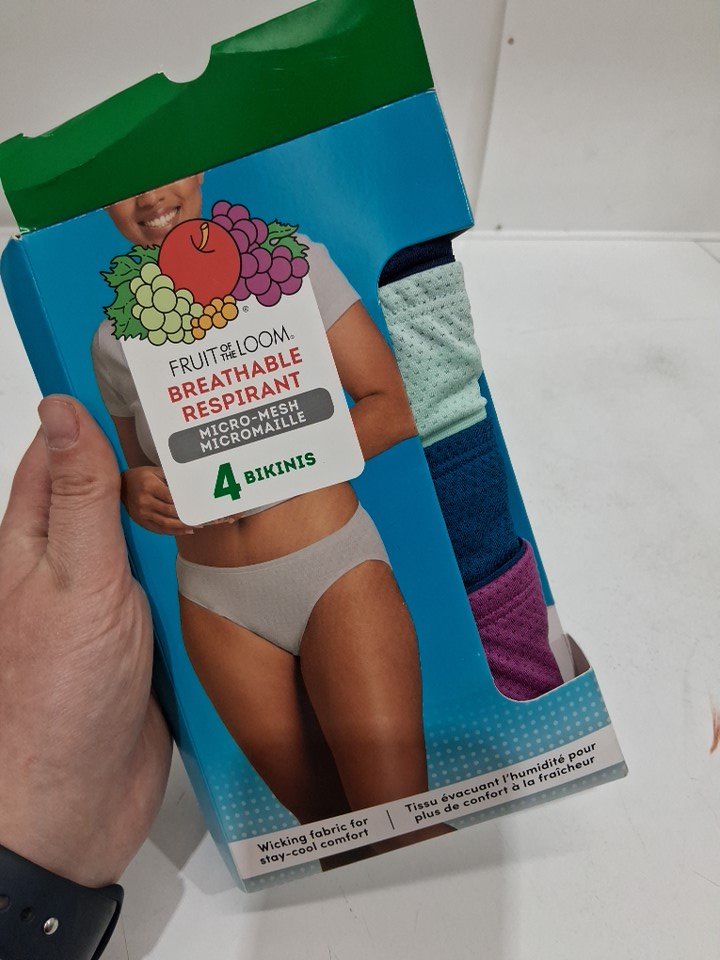 ®
FRUIT OF THE LOOM®
BREATHABLE
RESPIRANT
MICRO-MESH
MICROMAILLE
4 BIKINIS
Wicking fabric for
stay-cool comfort
Tissu évacuant l'humidité pour
plus de confort à la fraîcheur